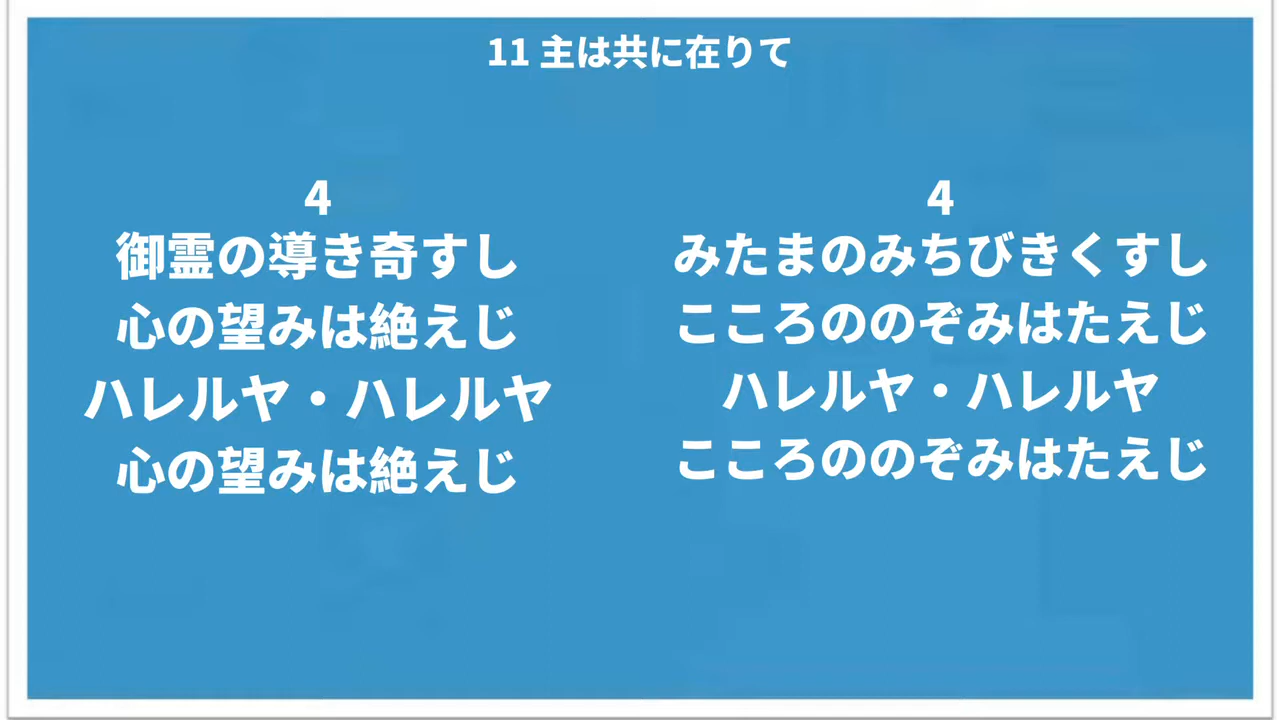 11 主は共に在りて
4
御霊の導き奇すし
心の望みは絶えじ
ハレルヤ・ハレルヤ
心の望みは絶えじ
4
みたまのみちびきくすし
こころののぞみはたえじ
ハレルヤ・ハレルヤ
こころののぞみはたえじ